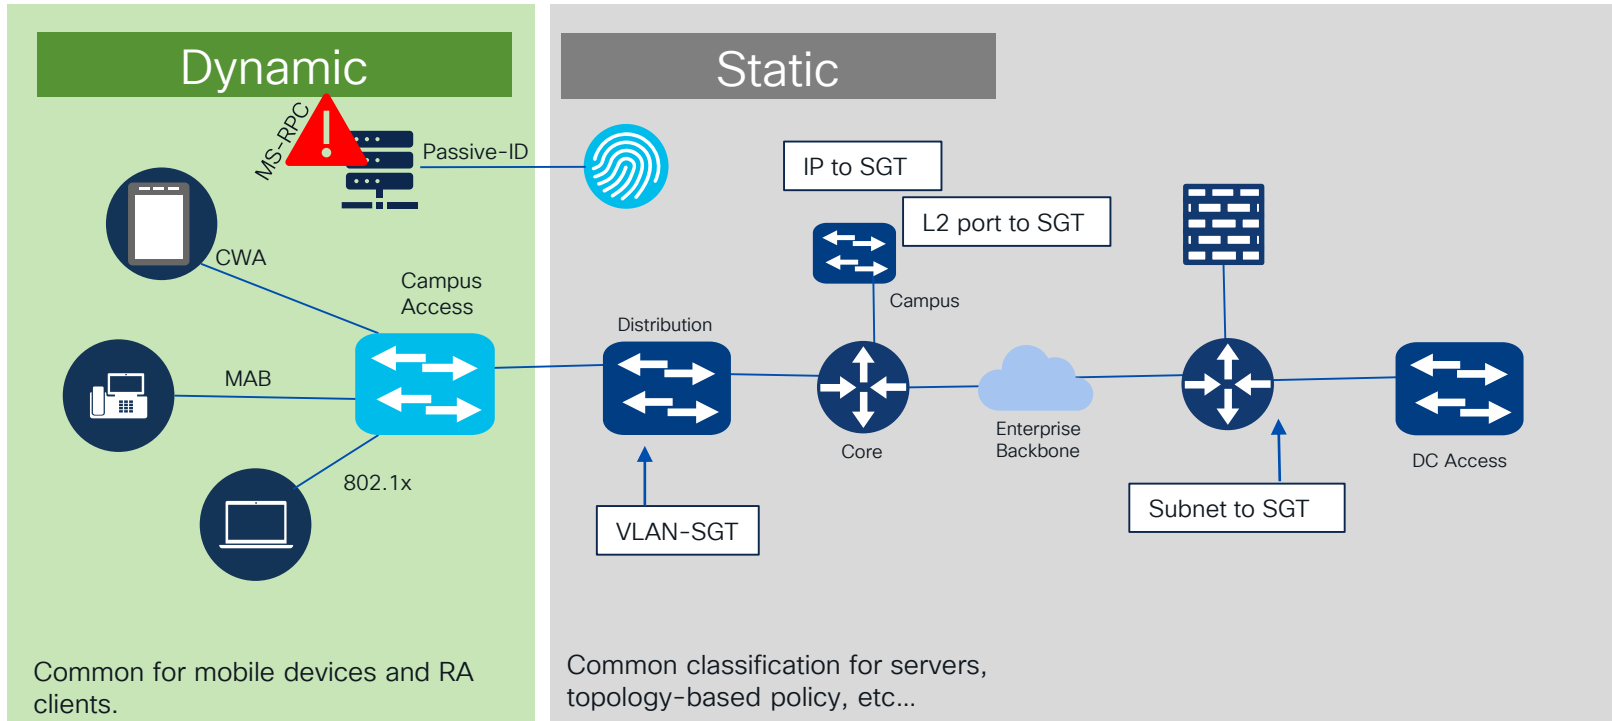 Dynamic
Static
MS-RPC
Passive-ID
IP to SGT
L2 port to SGT
CWA
Campus
Access
Campus
Distribution
MAB
Core
Enterprise
Backbone
DC Access
802.1x
VLAN-SGT
Subnet to SGT
Common for mobile devices and RA
clients.
Common classification for servers,
topology-based policy, etc…